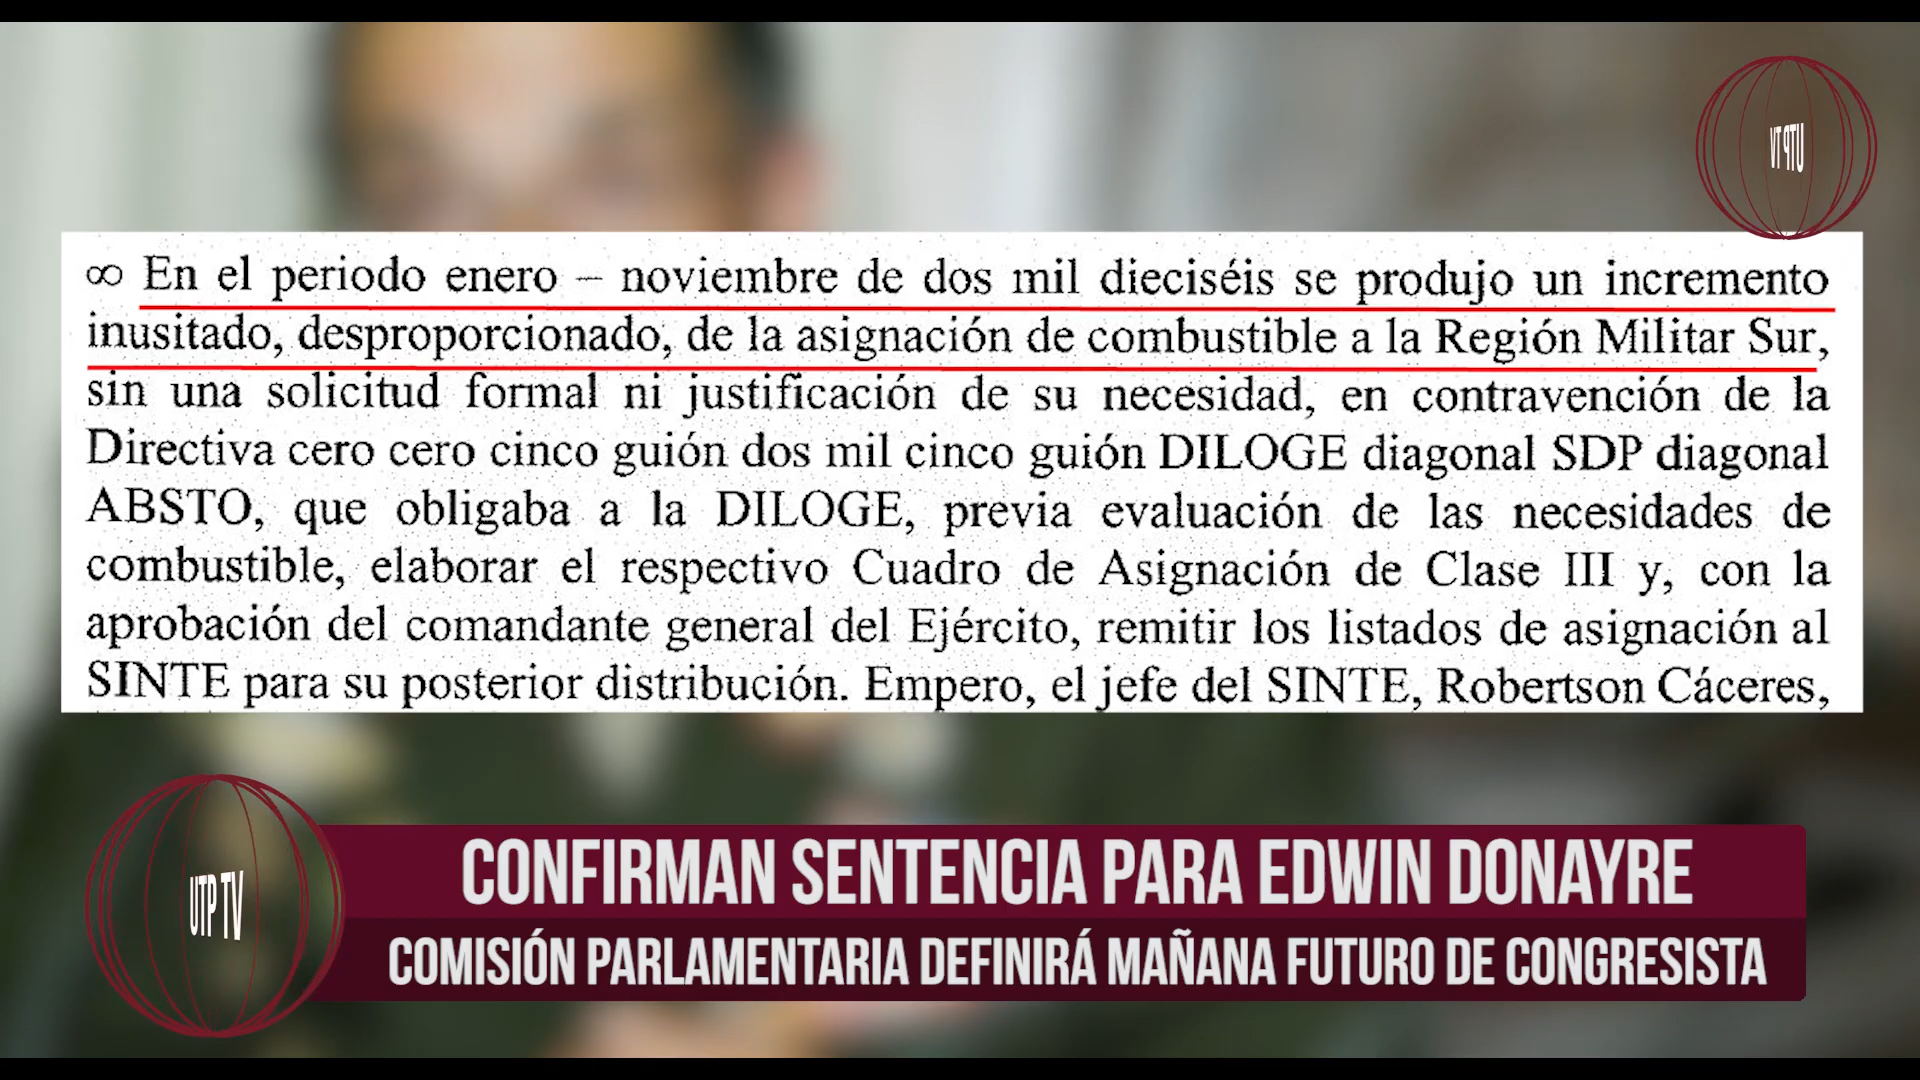 UTP TV
∞ En el periodo enero – noviembre de dos mil dieciséis se produjo un incremento
inusitado, desproporcionado, de la asignación de combustible a la Región Militar Sur,
sin una solicitud formal ni justificación de su necesidad, en contravención de la
Directiva cero cero cinco guión dos mil cinco guión DILOGE diagonal SDP diagonal
ABSTO, que obligaba a la DILOGE, previa evaluación de las necesidades de
combustible, elaborar el respectivo Cuadro de Asignación de Clase III y, con la
aprobación del comandante general del Ejército, remitir los listados de asignación al
SINTE para su posterior distribución. Empero, el jefe del SINTE, Robertson Cáceres,
UTP TV
CONFIRMAN SENTENCIA PARA EDWIN DONAYRE
COMISIÓN PARLAMENTARIA DEFINIRÁ MAÑANA FUTURO DE CONGRESISTA